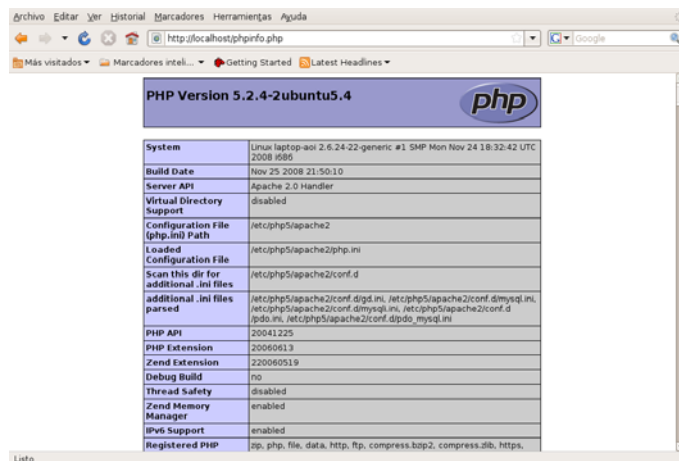 Archivo Editar Ver Historial Marcadores Herramientas Ayuda
http://localhost/phpinfo.php
Google
Más visitados Marcadores inteli... Getting Started Latest Headlines
PHP Version 5.2.4-2ubuntu5.4
php
System Linux laptop-aoi 2.6.24-22-generic #1 SMP Mon Nov 24 18:32:42 UTC
2008 i686
Build Date Nov 25 2008 21:50:10
Server API Apache 2.0 Handler
Virtual Directory disabled
Support
Configuration File /etc/php5/apache2
(php.ini) Path
Loaded /etc/php5/apache2/php.ini
Configuration File
Scan this dir for /etc/php5/apache2/conf.d
additional .ini files
additional .ini files /etc/php5/apache2/conf.d/gd.ini, /etc/php5/apache2/conf.d/mysql.ini,
parsed /etc/php5/apache2/conf.d/mysqli.ini, /etc/php5/apache2/conf.d
/pdo.ini, /etc/php5/apache2/conf.d/pdo_mysql.ini
PHP API 20041225
PHP Extension 20060613
Zend Extension 220060519
Debug Build no
Thread Safety disabled
Zend Memory enabled
Manager
IPv6 Support enabled
Registered PHP zip, php, file, data, http, ftp, compress.bzip2, compress.zlib, https,
Listo